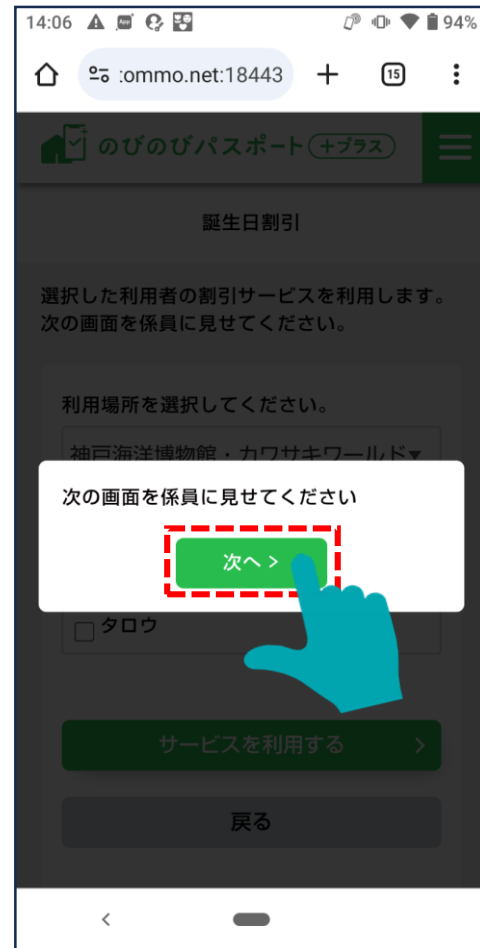 14:06
94%
:ommo.net:18443
15
のびのびパスポート +プラス
誕生日割引
選択した利用者の割引サービスを利用します。
次の画面を係員に見せてください。
利用場所を選択してください。
神戸海洋博物館・カワサキワールド▼
次の画面を係員に見せてください
次へ >
タロウ
サービスを利用する >
戻る